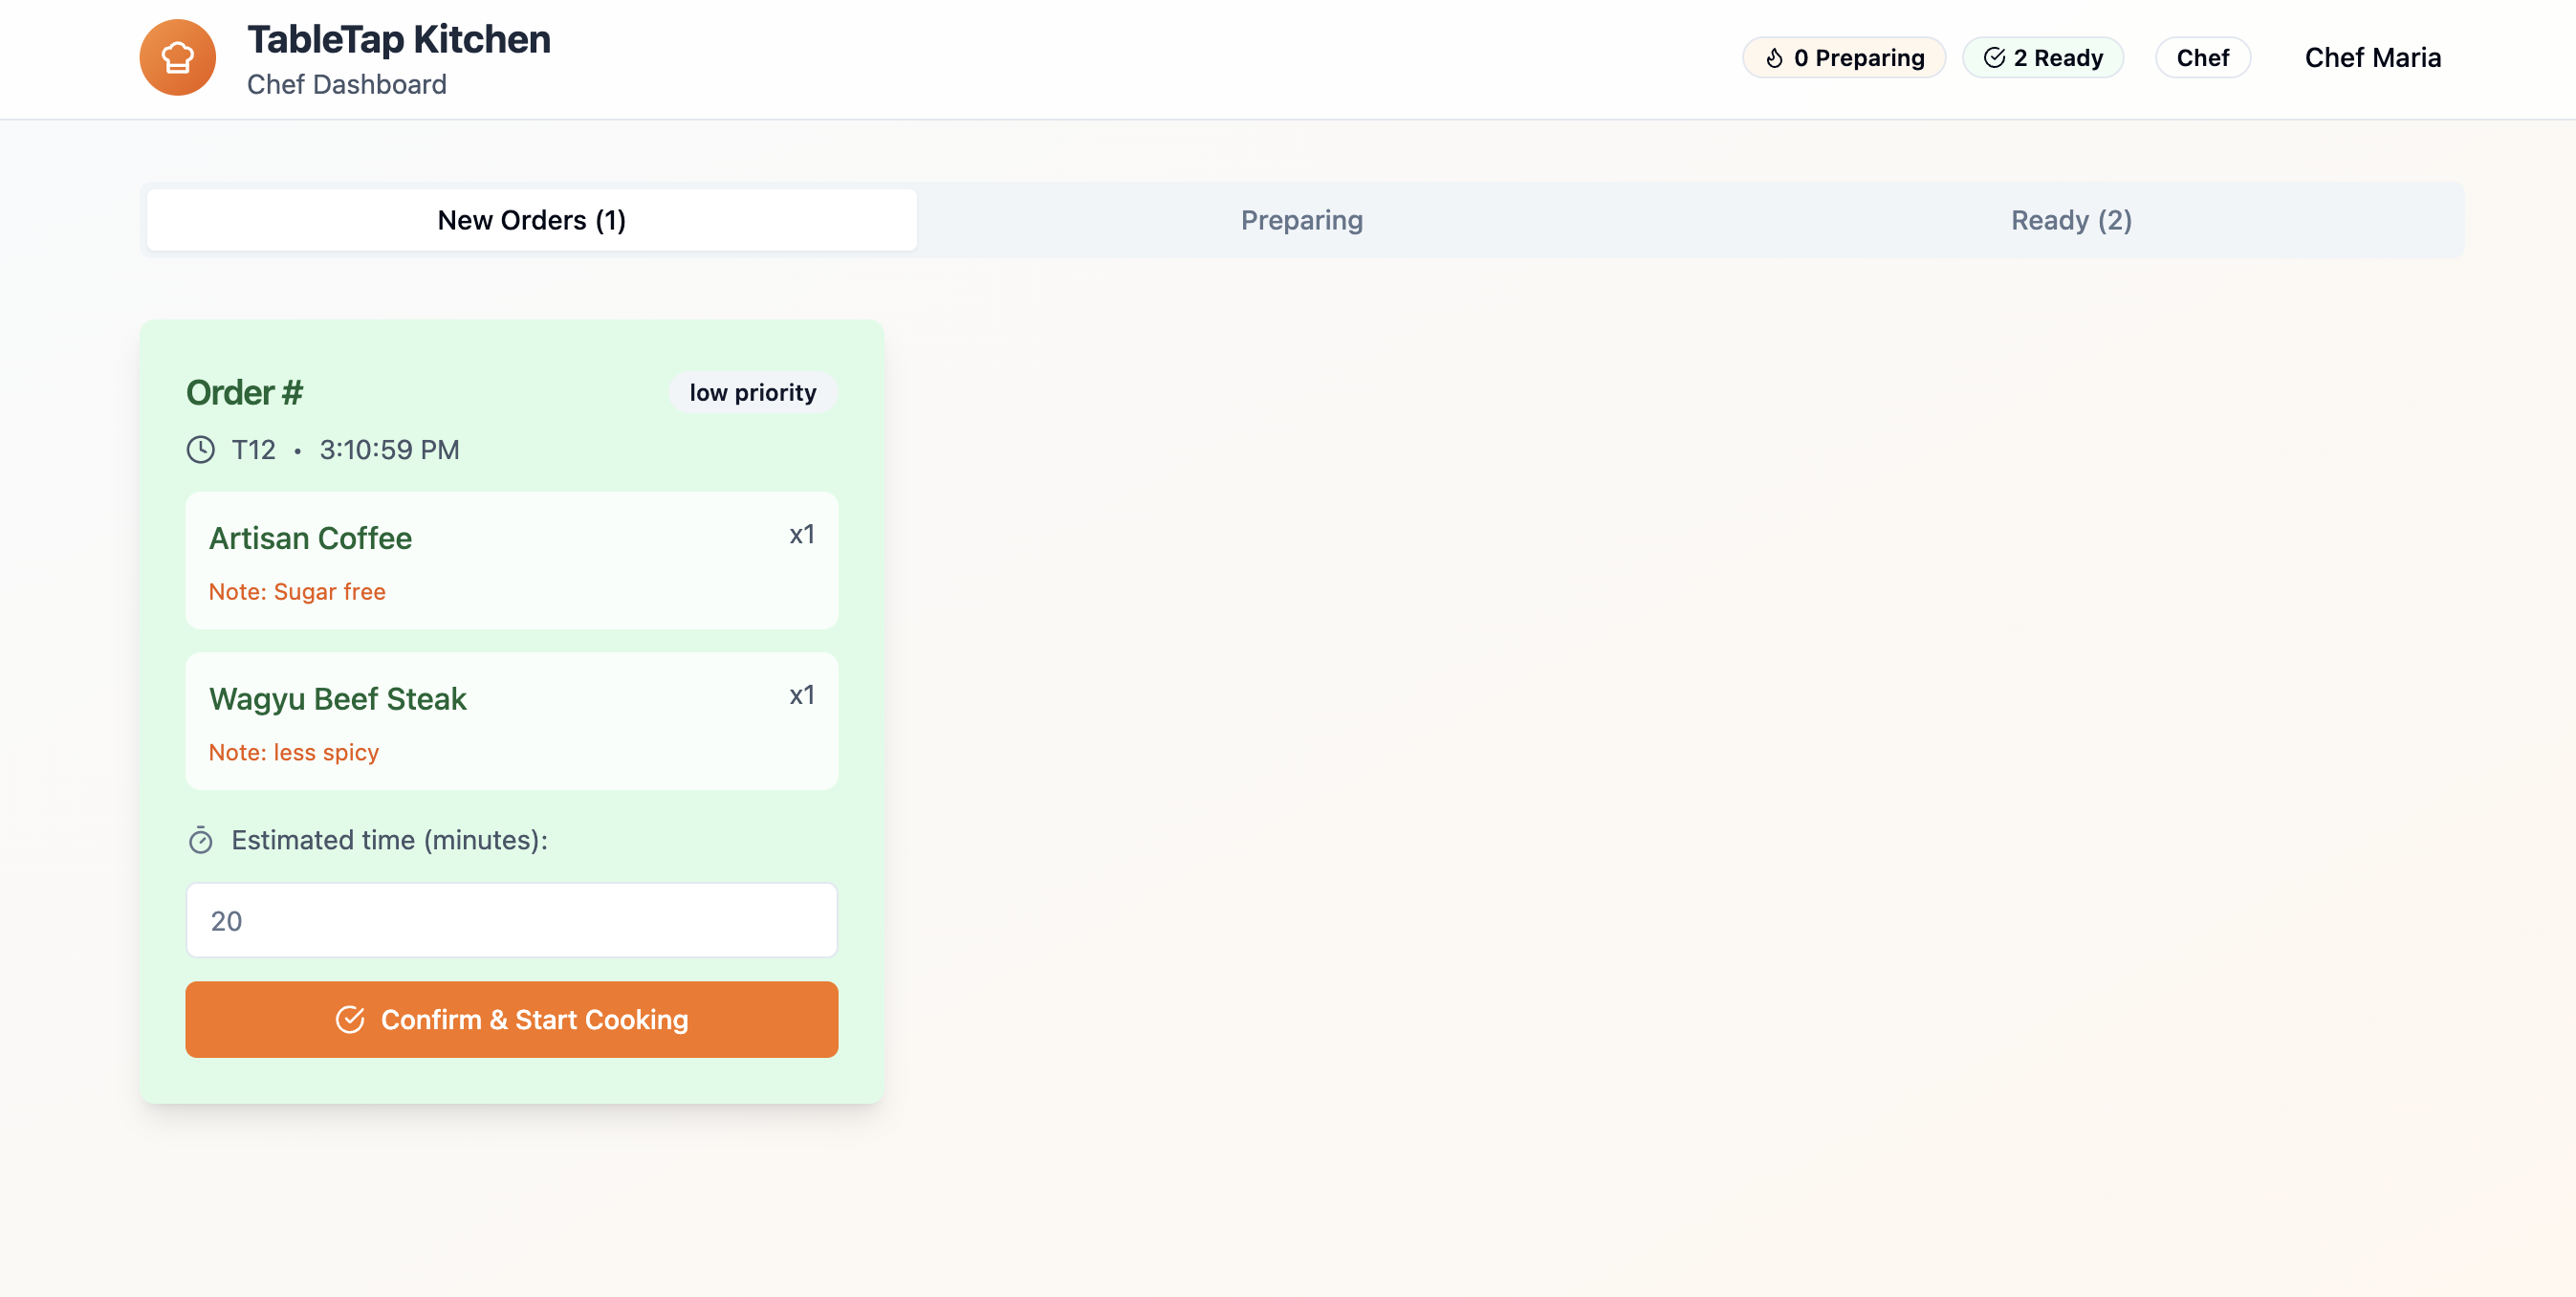 TableTap Kitchen
Chef Dashboard
0 Preparing
2 Ready
Chef
Chef Maria
New Orders (1)
Preparing
Ready (2)
Order #
low priority
T12 • 3:10:59 PM
Artisan Coffee
x1
Note: Sugar free
Wagyu Beef Steak
x1
Note: less spicy
Estimated time (minutes):
20
Confirm & Start Cooking